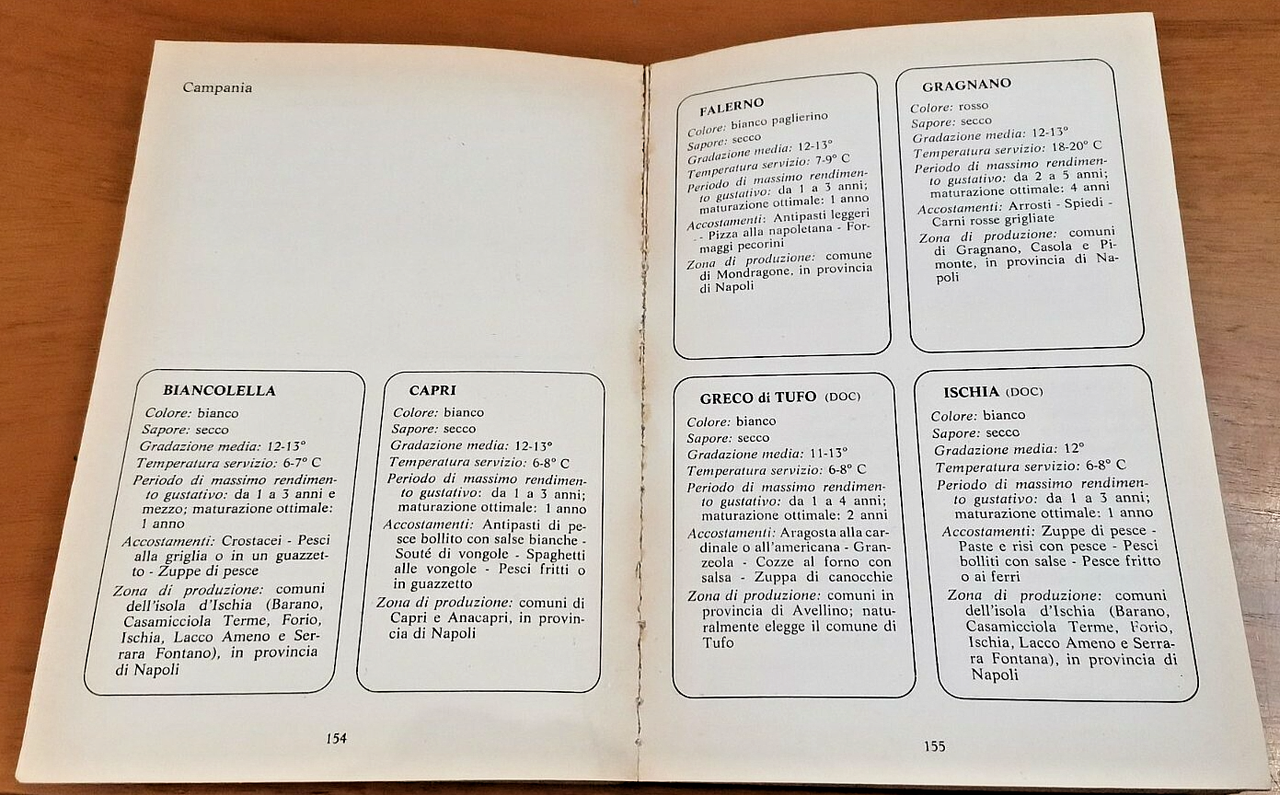 Campania
BIANCOLELLA
Colore: bianco
Sapore: secco
Gradazione media: 12-13°
Temperatura servizio: 6-7° C
Periodo di massimo rendimen-
to gustativo: da 1 a 3 anni e
mezzo; maturazione ottimale:
1 anno
Accostamenti: Crostacei - Pesci
alla griglia o in un guazzet-
to - Zuppe di pesce
Zona di produzione: comuni
dell'isola d'Ischia (Barano,
Casamicciola Terme, Forio,
Ischia, Lacco Ameno e Ser-
rara Fontano), in provincia
di Napoli
CAPRI
Colore: bianco
Sapore: secco
Gradazione media: 12-13°
Temperatura servizio: 6-8° C
Periodo di massimo rendimen-
to gustativo: da 1 a 3 anni;
maturazione ottimale: 1 anno
Accostamenti: Antipasti di pe-
sce bollito con salse bianche -
Souté di vongole - Spaghetti
alle vongole - Pesci fritti o
in guazzetto
Zona di produzione: comuni di
Capri e Anacapri, in provin-
cia di Napoli
154
FALERNO
Colore: bianco paglierino
Sapore: secco
Gradazione media: 12-13°
Temperatura servizio: 7-9° C
Periodo di massimo rendimen-
to gustativo: da 1 a 3 anni;
maturazione ottimale: 1 anno
Accostamenti: Antipasti leggeri
- Pizza alla napoletana - For-
maggi pecorini
Zona di produzione: comune
di Mondragone, in provincia
di Napoli
GRAGNANO
Colore: rosso
Sapore: secco
Gradazione media: 12-13°
Temperatura servizio: 18-20° C
Periodo di massimo rendimen-
to gustativo: da 2 a 5 anni;
maturazione ottimale: 4 anni
Accostamenti: Arrosti - Spiedi -
Carni rosse grigliate
Zona di produzione: comuni
di Gragnano, Casola e Pi-
monte, in provincia di Na-
poli
GRECO di TUFO (DOC)
Colore: bianco
Sapore: secco
Gradazione media: 11-13°
Temperatura servizio: 6-8° C
Periodo di massimo rendimen-
to gustativo: da 1 a 4 anni;
maturazione ottimale: 2 anni
Accostamenti: Aragosta alla car-
dinale o all'americana - Gran-
zeola - Cozze al forno con
salsa - Zuppa di canocchie
Zona di produzione: comuni in
provincia di Avellino; natu-
ralmente elegge il comune di
Tufo
ISCHIA (DOC)
Colore: bianco
Sapore: secco
Gradazione media: 12°
Temperatura servizio: 6-8° C
Periodo di massimo rendimen-
to gustativo: da 1 a 3 anni;
maturazione ottimale: 1 anno
Accostamenti: Zuppe di pesce -
Paste e risi con pesce - Pesci
bolliti con salse - Pesce fritto
o ai ferri
Zona di produzione: comuni
dell'isola d'Ischia (Barano,
Casamicciola Terme, Forio,
Ischia, Lacco Ameno e Serra-
ra Fontana), in provincia di
Napoli
155